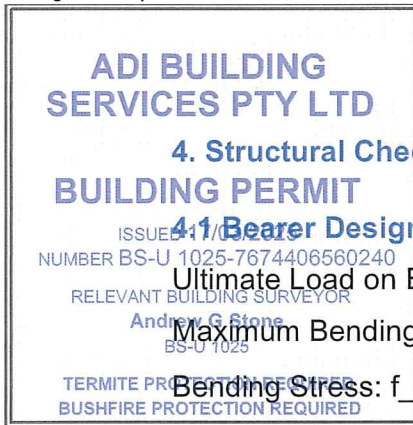 ADI BUILDING
SERVICES PTY LTD
4. Structural Chec
BUILDING PERMIT
ISSUED
4.1 Bearer Design
NUMBER BS-U 1025-7674406560240
Ultimate Load on B
RELEVANT BUILDING SURVEYOR
Andrew G Stone
Maximum Bending
BS-U 1025
TERMITE PROTECTION REQUIRED
Bending Stress: f_
BUSHFIRE PROTECTION REQUIRED